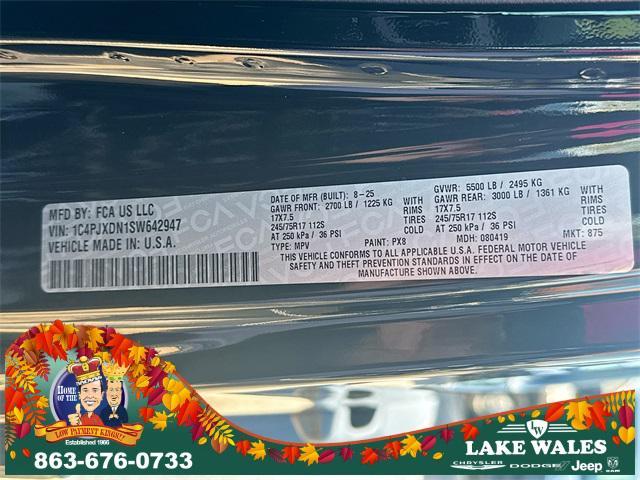 MFD BY: FCA US LLC
VIN: 1C4PJXDN1SW642947
VEHICLE MADE IN U.S.A.
DATE OF MFR (BUILT): 8-25
GAWR FRONT: 2700 LB / 1225 KG WITH
17X7.5 RIMS
245/75R17 112S TIRES
AT 250 kPa / 36 PSI COLD
GVWR: 5500 LB / 2495 KG
GAWR REAR: 3000 LB / 1361 KG WITH
17X7.5 RIMS
245/75R17 112S TIRES
AT 250 kPa / 36 PSI COLD
TYPE: MPV PAINT: PX8 MDH: 080419 MKT: 875
THIS VEHICLE CONFORMS TO ALL APPLICABLE U.S.A. FEDERAL MOTOR VEHICLE
SAFETY AND THEFT PREVENTION STANDARDS IN EFFECT ON THE DATE OF
MANUFACTURE SHOWN ABOVE.
HOME OF THE
LOW PAYMENT KINGS!
Established 1966
863-676-0733
LW
LAKE WALES
CHRYSLER DODGE Jeep RAM